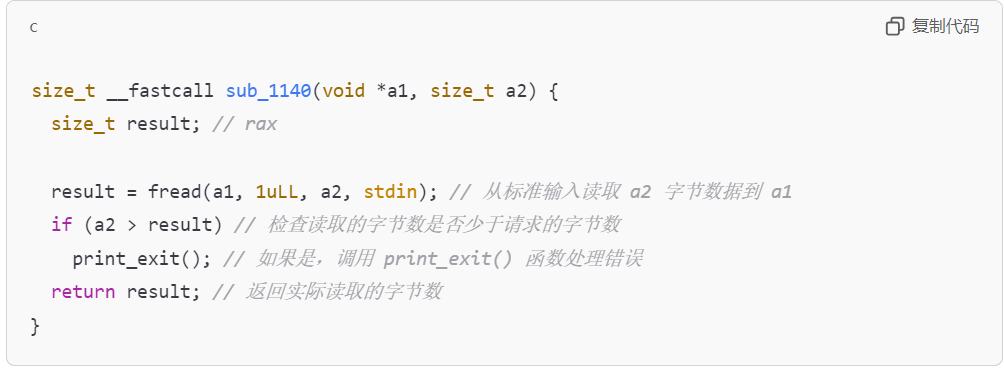 c
复制代码
size_t __fastcall sub_1140(void *a1, size_t a2) {
  size_t result; // rax

  result = fread(a1, 1uLL, a2, stdin); // 从标准输入读取 a2 字节数据到 a1
  if (a2 > result) // 检查读取的字节数是否少于请求的字节数
    print_exit(); // 如果是，调用 print_exit() 函数处理错误
  return result; // 返回实际读取的字节数
}